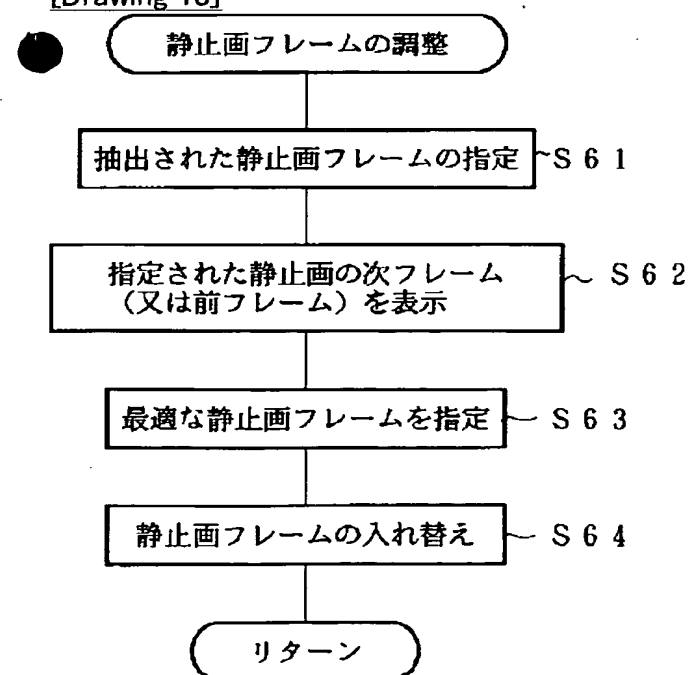 [Drawing
静止画フレームの調整
抽出された静止画フレームの指定 ~S61
指定された静止画の次フレーム
(又は前フレーム)を表示 ~ S62
最適な静止画フレームを指定 ~ S63
静止画フレームの入れ替え ~ S64
リターン